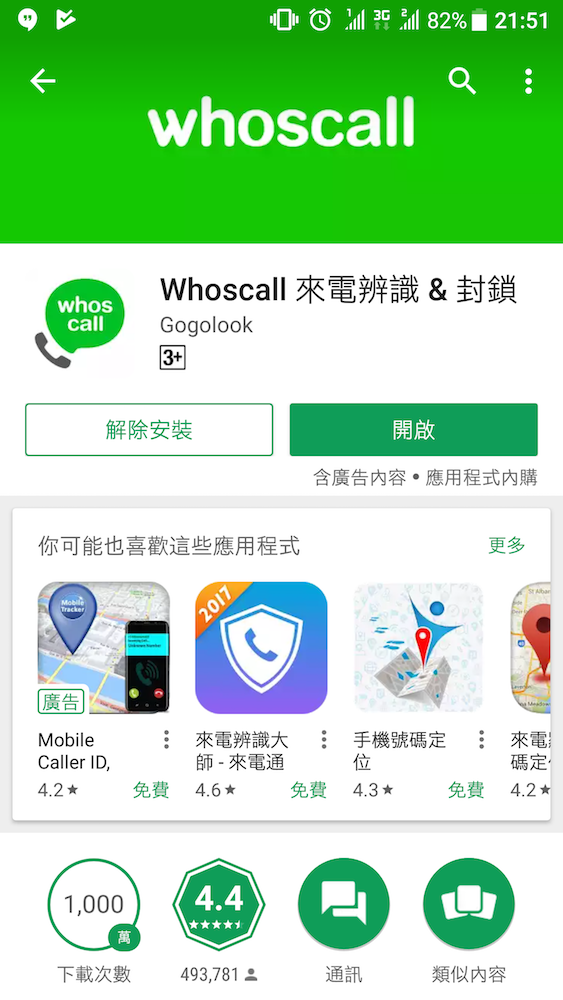 1 3G 2 82% 21:51
whoscall
whos
call
Whoscall 來電辨識 & 封鎖
Gogolook
3+
解除安裝
開啟
含廣告內容 • 應用程式內購
你可能也喜歡這些應用程式
更多
Mobile
Tracker
Unknown Number
廣告
2017
Mobile
Caller ID,
4.2★ 免費
來電辨識大
師 - 來電通
4.6★ 免費
手機號碼定
位
4.3★ 免費
來電
碼定
4.2★
1,000
萬
下載次數
4.4
493,781
通訊
類似內容